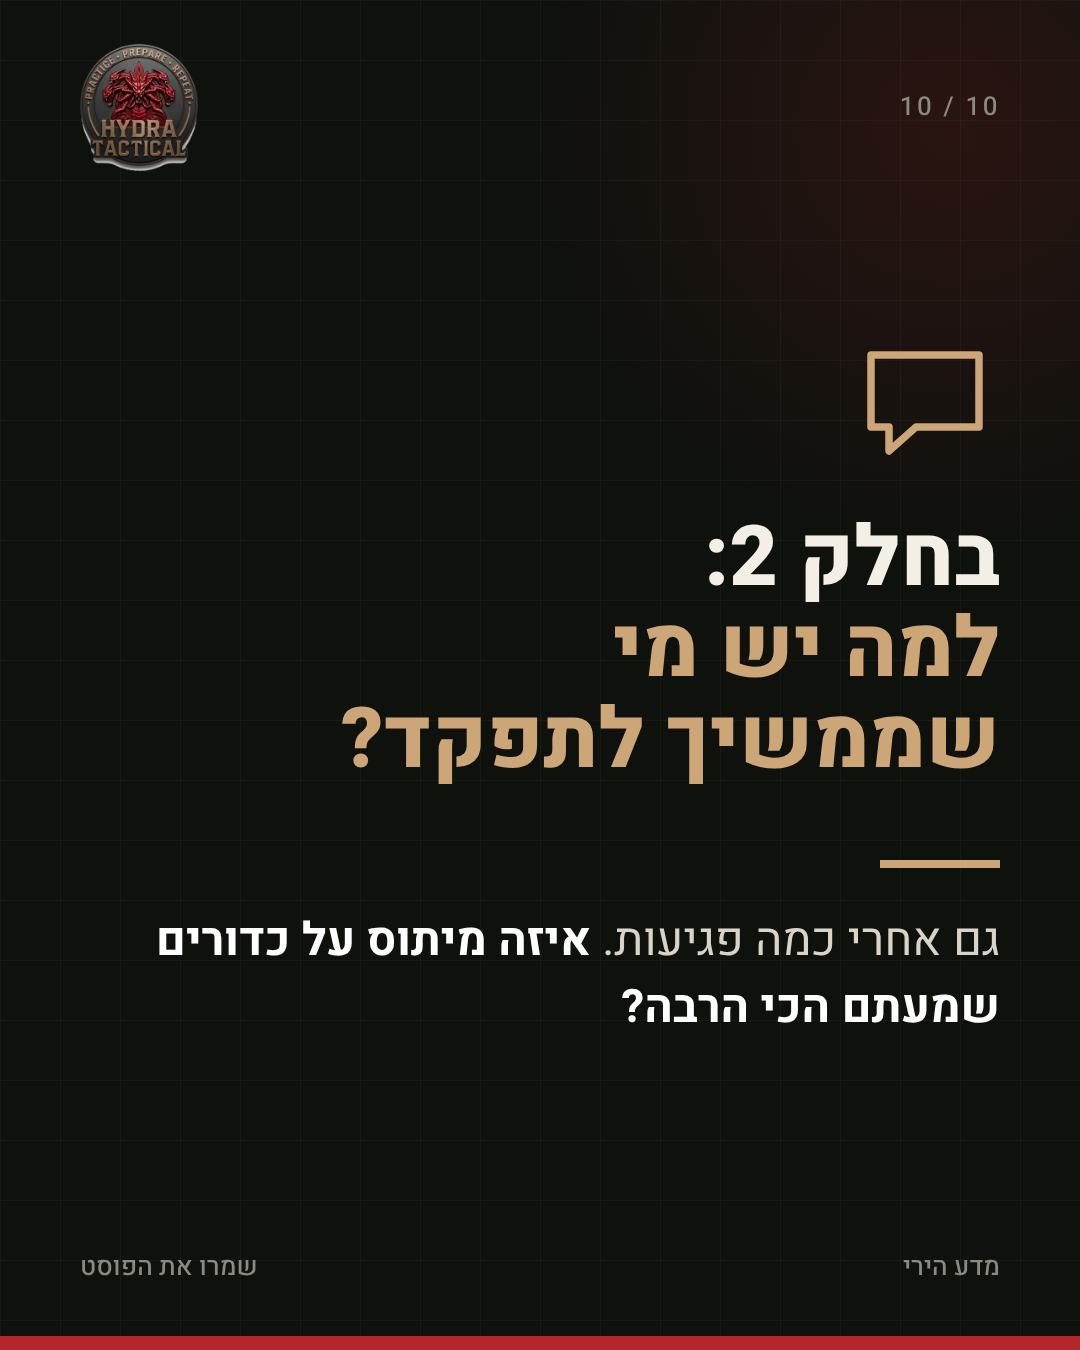 PRACTICE • PREPARE • REPEAT
HYDRA
TACTICAL
10 / 10
בחלק 2:
למה יש מי
שממשיך לתפקד?
גם אחרי כמה פגיעות. איזה מיתוס על כדורים
שמעתם הכי הרבה?
מדע הירי
שמרו את הפוסט